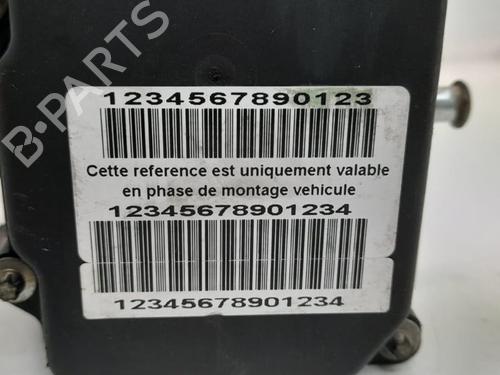 B-PARTS
1234567890123
Cette reference est uniquement valable
en phase de montage vehicule
12345678901234
12345678901234